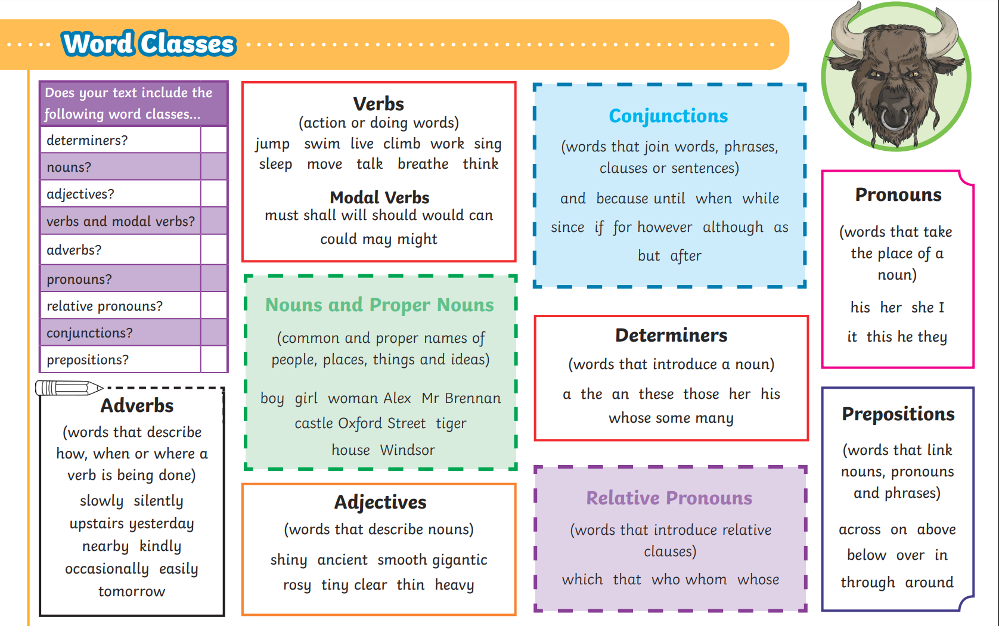 Word Classes
Does your text include the
following word classes...
determiners?
nouns?
adjectives?
verbs and modal verbs?
adverbs?
pronouns?
relative pronouns?
conjunctions?
prepositions?
Adverbs
(words that describe
how, when or where a
verb is being done)
slowly silently
upstairs yesterday
nearby kindly
occasionally easily
tomorrow
Verbs
(action or doing words)
jump swim live climb work sing
sleep move talk breathe think
Modal Verbs
must shall will should would can
could may might
Nouns and Proper Nouns
(common and proper names of
people, places, things and ideas)
boy girl woman Alex Mr Brennan
castle Oxford Street tiger
house Windsor
Adjectives
(words that describe nouns)
shiny ancient smooth gigantic
rosy tiny clear thin heavy
Conjunctions
(words that join words, phrases,
clauses or sentences)
and because until when while
since if for however although as
but after
Determiners
(words that introduce a noun)
a the an these those her his
whose some many
Relative Pronouns
(words that introduce relative
clauses)
which that who whom whose
Pronouns
(words that take
the place of a
noun)
his her she I
it this he they
Prepositions
(words that link
nouns, pronouns
and phrases)
across on above
below over in
through around